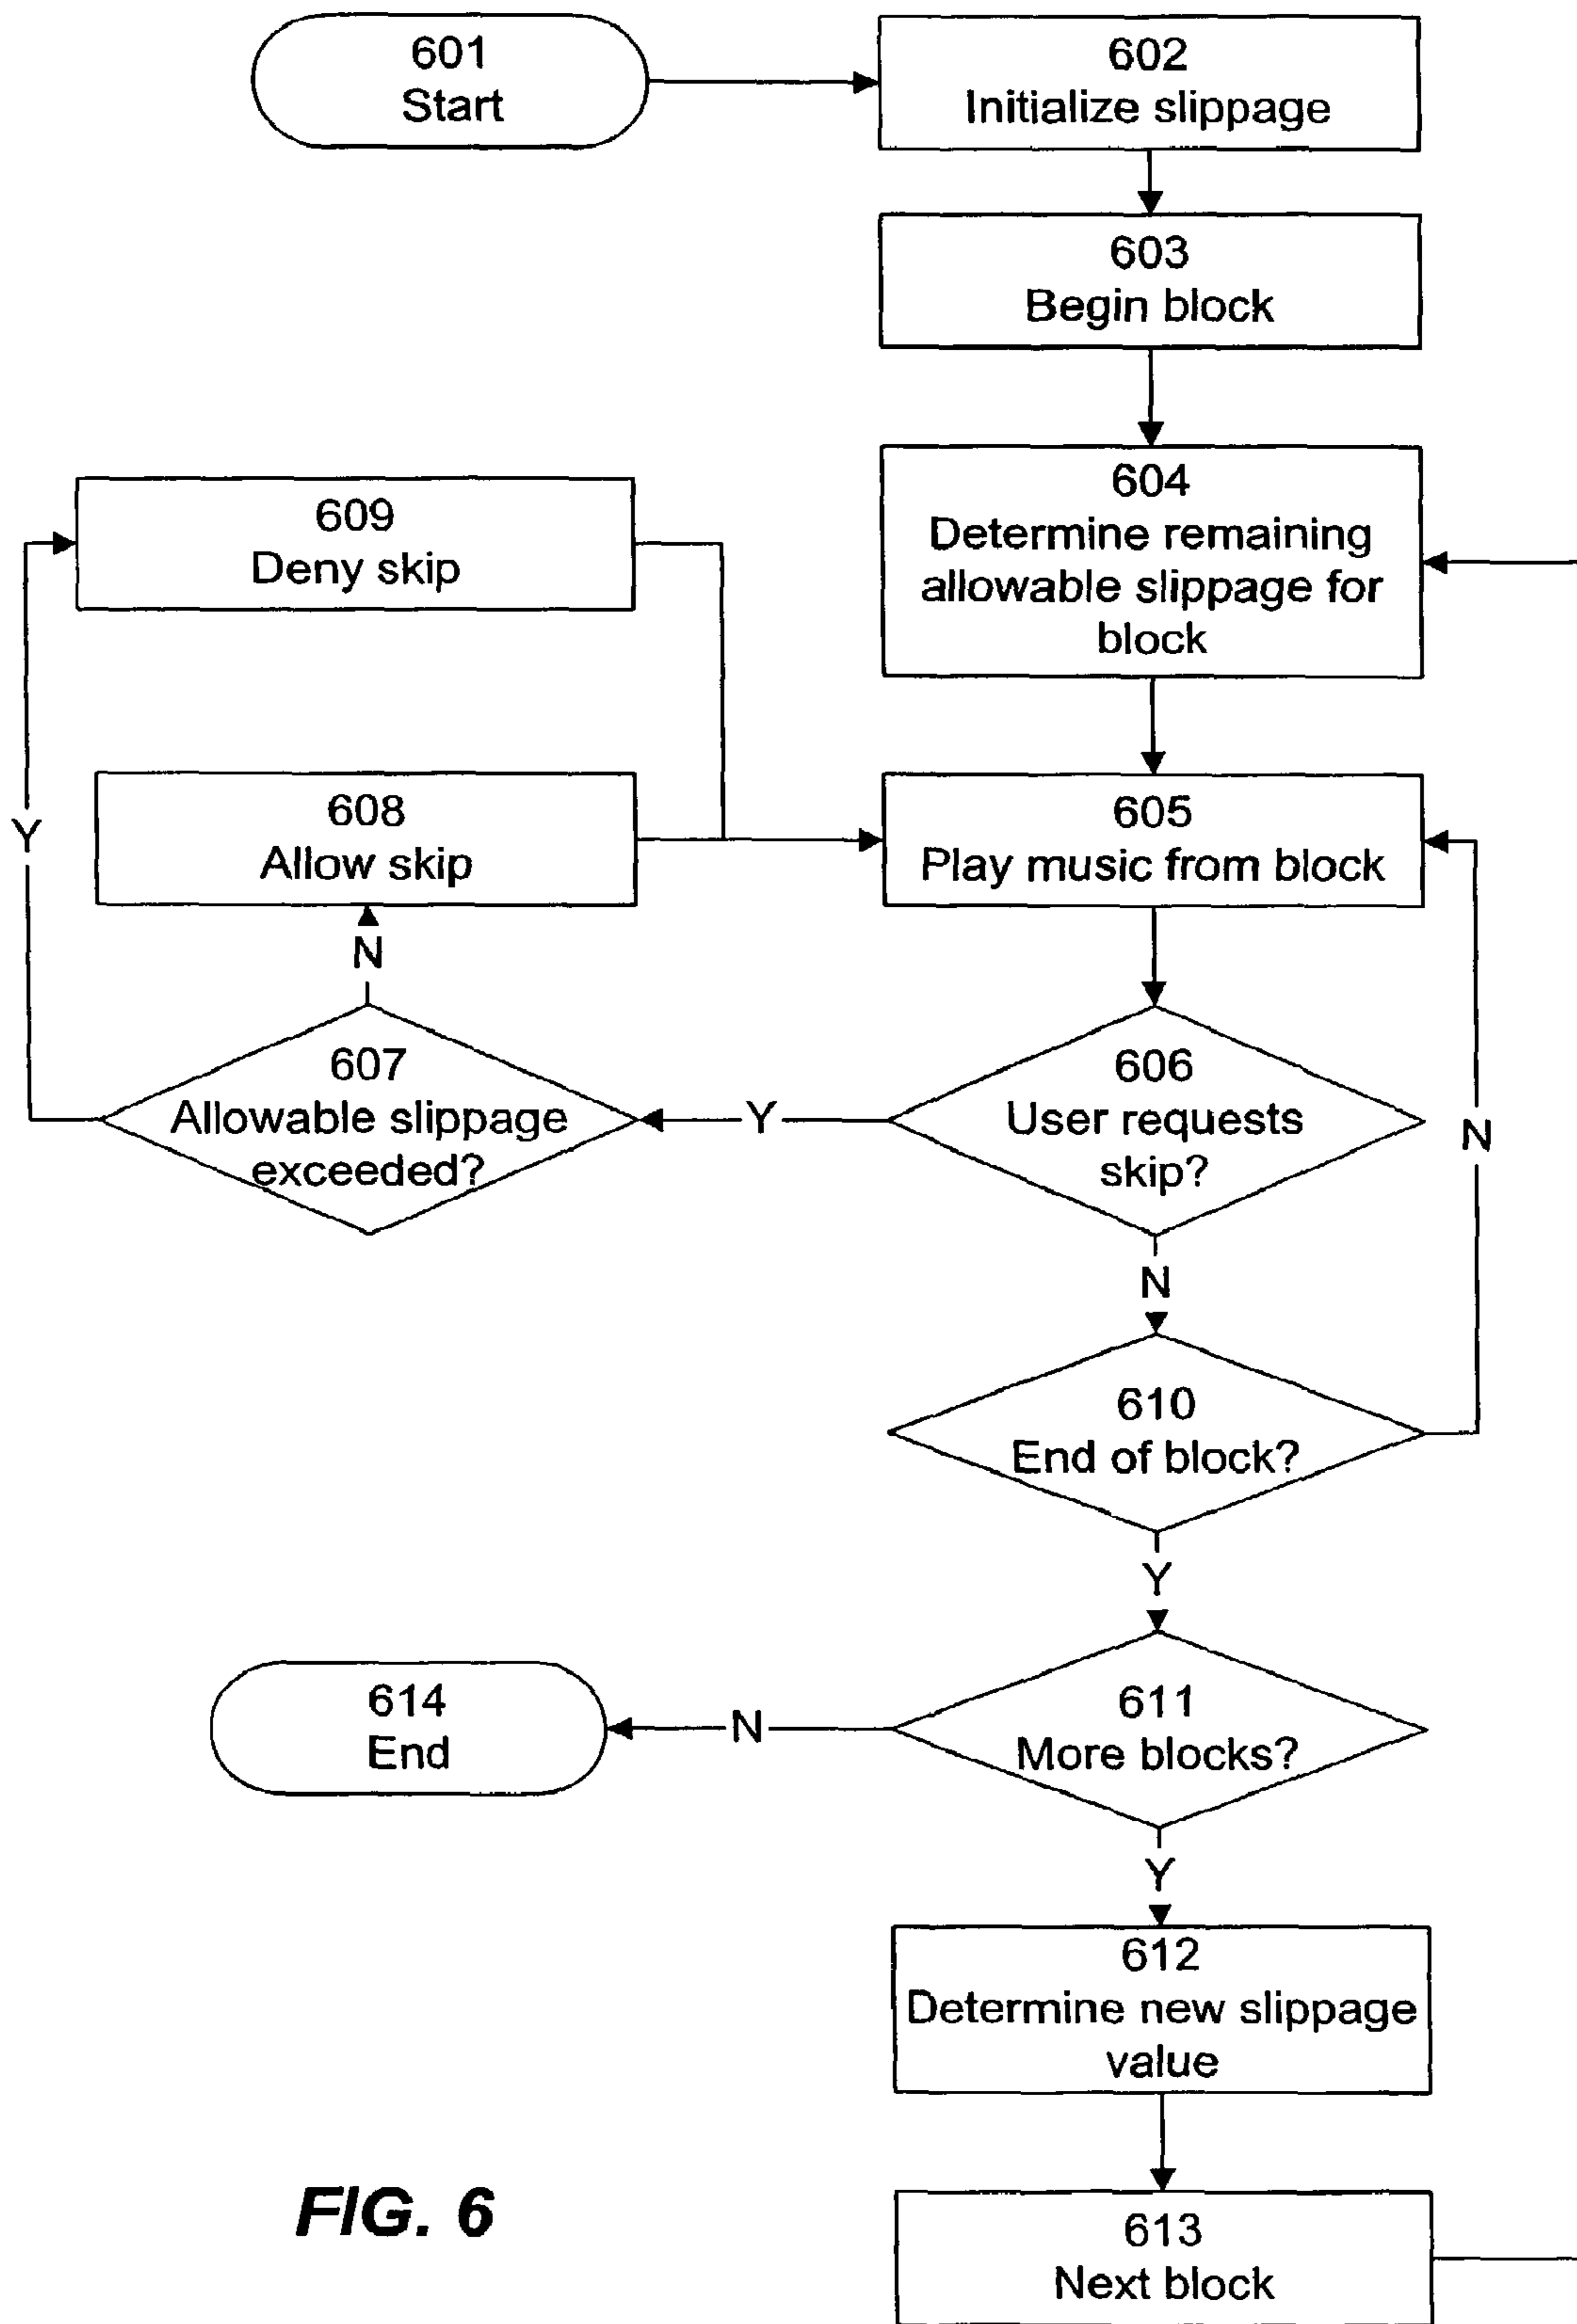 601
Start
602
Initialize slippage
603
Begin block
604
Determine remaining
allowable slippage for
block
609
Deny skip
608
Allow skip
605
Play music from block
Y
N
607
Allowable slippage
exceeded?
Y
606
User requests
skip?
N
N
610
End of block?
Y
614
End
N
611
More blocks?
Y
612
Determine new slippage
value
613
Next block
FIG. 6